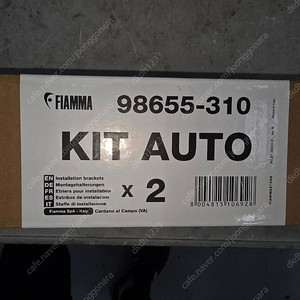 FIAMMA
98655-310
KIT AUTO
EN Installation brackets
DE Montagehalterungen
FR Etriers pour installation
ES Estribos de instalación
IT Staffe di installazione
x 2
8 004815 106928
Fiamma SpA - Italy Cardano al Campo (VA)
cafe.naver.com/joonggonara